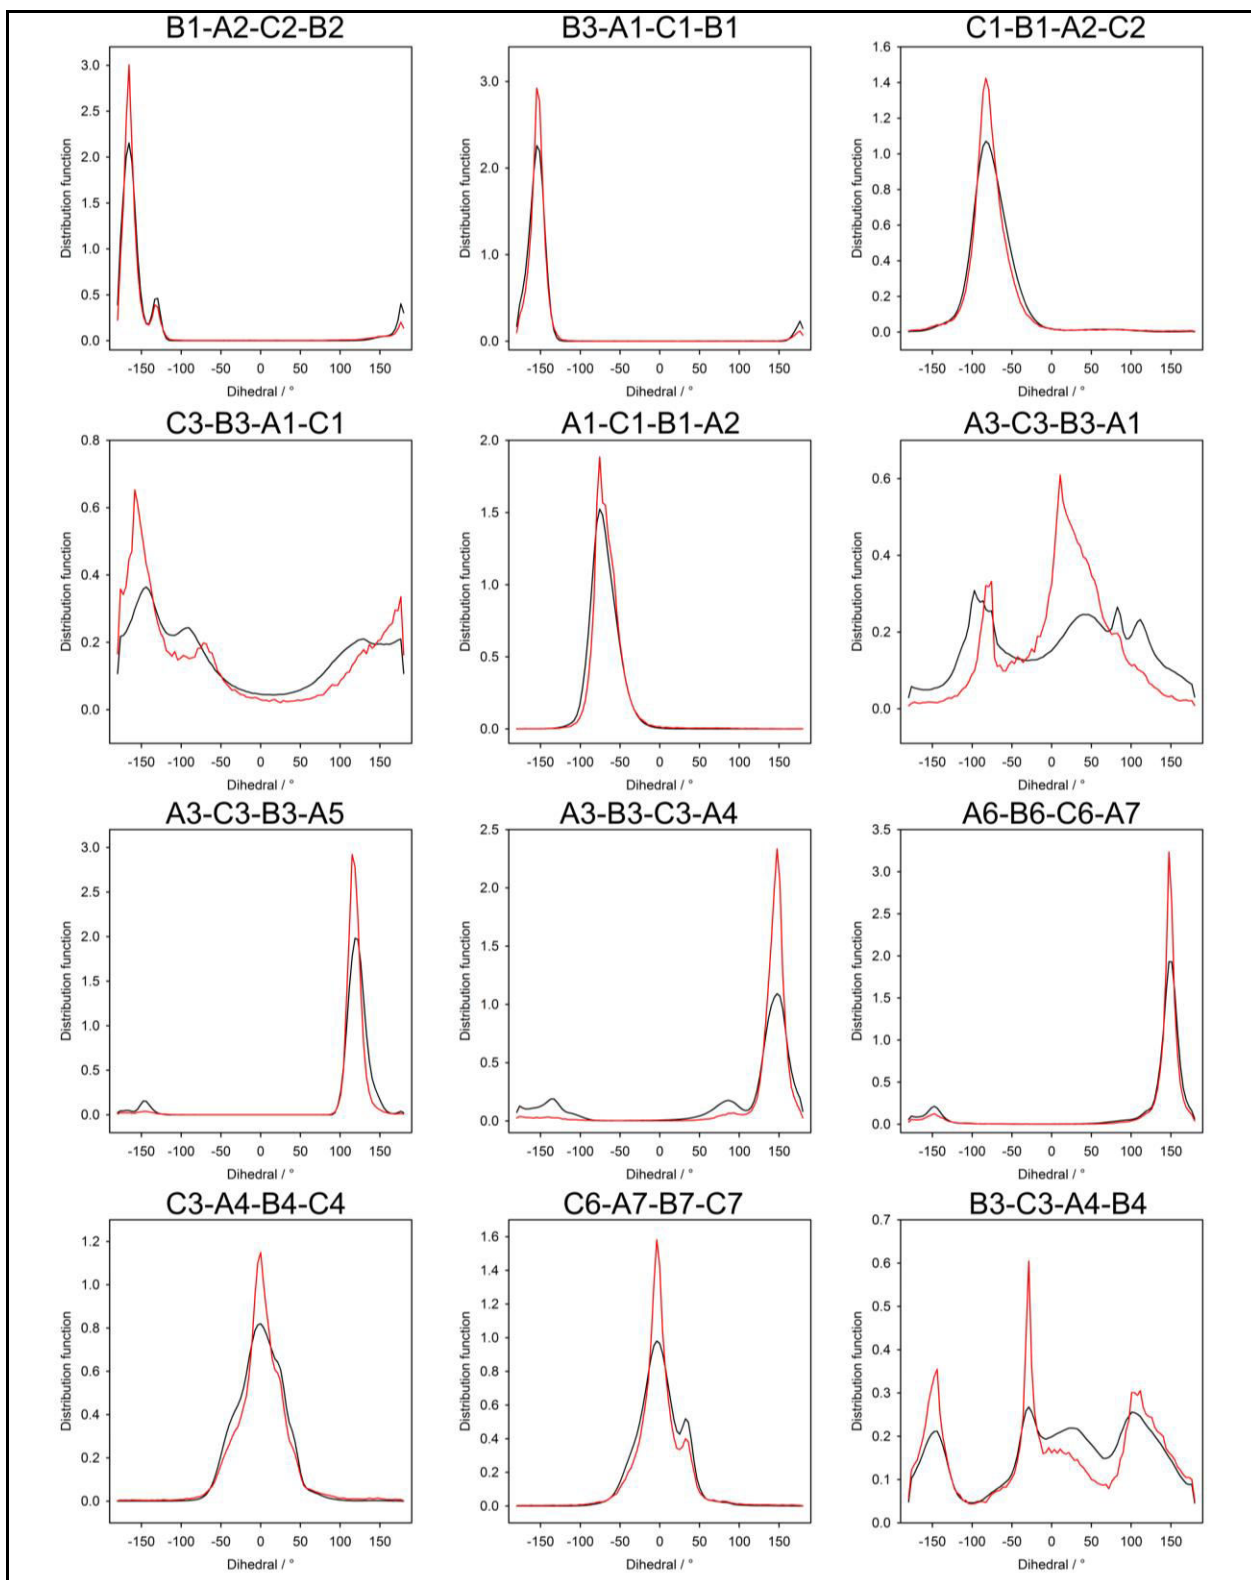 B1-A2-C2-B2 B3-A1-C1-B1 C1-B1-A2-C2
Distribution function Distribution function Distribution function
3.0 2.5 2.0 1.5 1.0 0.5 0.0
3.0 2.0 1.0 0.0
1.6 1.4 1.2 1.0 0.8 0.6 0.4 0.2 0.0
-150 -100 -50 0 50 100 150 -150 -100 -50 0 50 100 150 -150 -100 -50 0 50 100 150
Dihedral / ° Dihedral / ° Dihedral / °
C3-B3-A1-C1 A1-C1-B1-A2 A3-C3-B3-A1
Distribution function Distribution function Distribution function
0.8 0.6 0.4 0.2 0.0
2.0 1.5 1.0 0.5 0.0
0.6 0.4 0.2 0.0
-150 -100 -50 0 50 100 150 -150 -100 -50 0 50 100 150 -150 -100 -50 0 50 100 150
Dihedral / ° Dihedral / ° Dihedral / °
A3-C3-B3-A5 A3-B3-C3-A4 A6-B6-C6-A7
Distribution function Distribution function Distribution function
3.0 2.5 2.0 1.5 1.0 0.5 0.0
2.5 2.0 1.5 1.0 0.5 0.0
3.5 3.0 2.5 2.0 1.5 1.0 0.5 0.0
-150 -100 -50 0 50 100 150 -150 -100 -50 0 50 100 150 -150 -100 -50 0 50 100 150
Dihedral / ° Dihedral / ° Dihedral / °
C3-A4-B4-C4 C6-A7-B7-C7 B3-C3-A4-B4
Distribution function Distribution function Distribution function
1.2 1.0 0.8 0.6 0.4 0.2 0.0
1.6 1.4 1.2 1.0 0.8 0.6 0.4 0.2 0.0
0.7 0.6 0.5 0.4 0.3 0.2 0.1 0.0
-150 -100 -50 0 50 100 150 -150 -100 -50 0 50 100 150 -150 -100 -50 0 50 100 150
Dihedral / ° Dihedral / ° Dihedral / °